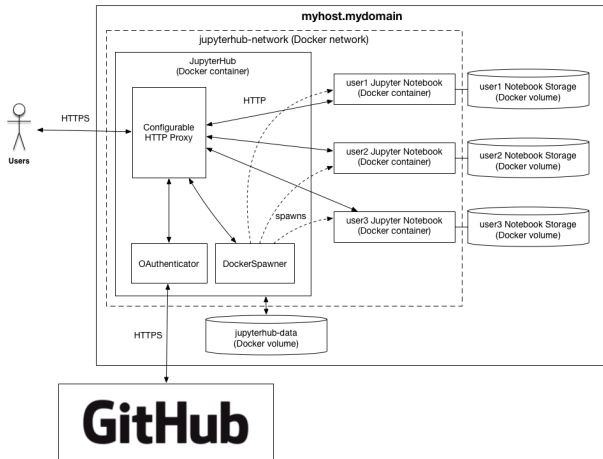 myhost.mydomain
jupyterhub-network (Docker network)
JupyterHub
(Docker container)
HTTPS
Users
Configurable
HTTP Proxy
HTTP
user1 Jupyter Notebook
(Docker container)
user1 Notebook Storage
(Docker volume)
user2 Jupyter Notebook
(Docker container)
user2 Notebook Storage
(Docker volume)
spawns
user3 Jupyter Notebook
(Docker container)
user3 Notebook Storage
(Docker volume)
OAuthenticator
DockerSpawner
HTTPS
jupyterhub-data
(Docker volume)
GitHub